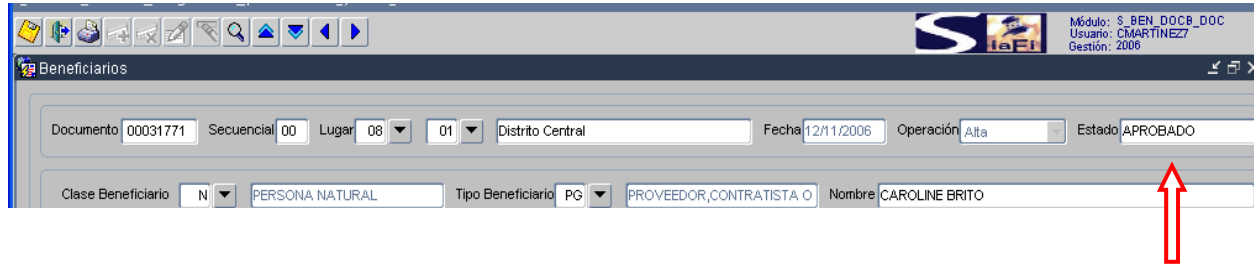 SiaFi
Módulo: S_BEN_DOCB_DOC
Usuario: CMARTINEZ7
Gestión: 2006
Beneficiarios
Documento 00031771 Secuencial 00 Lugar 08 01 Distrito Central Fecha 12/11/2006 Operación Alta Estado APROBADO
Clase Beneficiario N PERSONA NATURAL Tipo Beneficiario PG PROVEEDOR,CONTRATISTA O Nombre CAROLINE BRITO